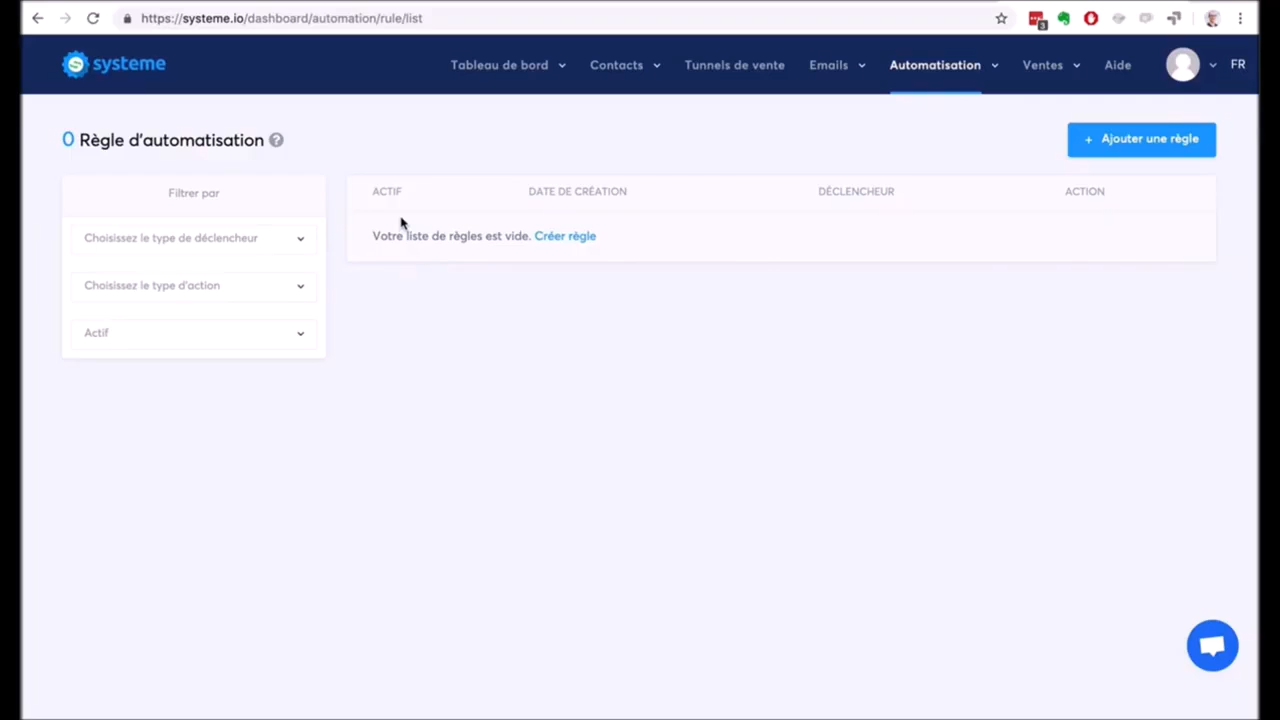 https://systeme.io/dashboard/automation/rule/list
3
systeme
Tableau de bord
Contacts
Tunnels de vente
Emails
Automatisation
Ventes
Aide
FR
0 Règle d'automatisation ?
+ Ajouter une règle
Filtrer par
Choisissez le type de déclencheur
Choisissez le type d'action
Actif
ACTIF
DATE DE CRÉATION
DÉCLENCHEUR
ACTION
Votre liste de règles est vide. Créer règle